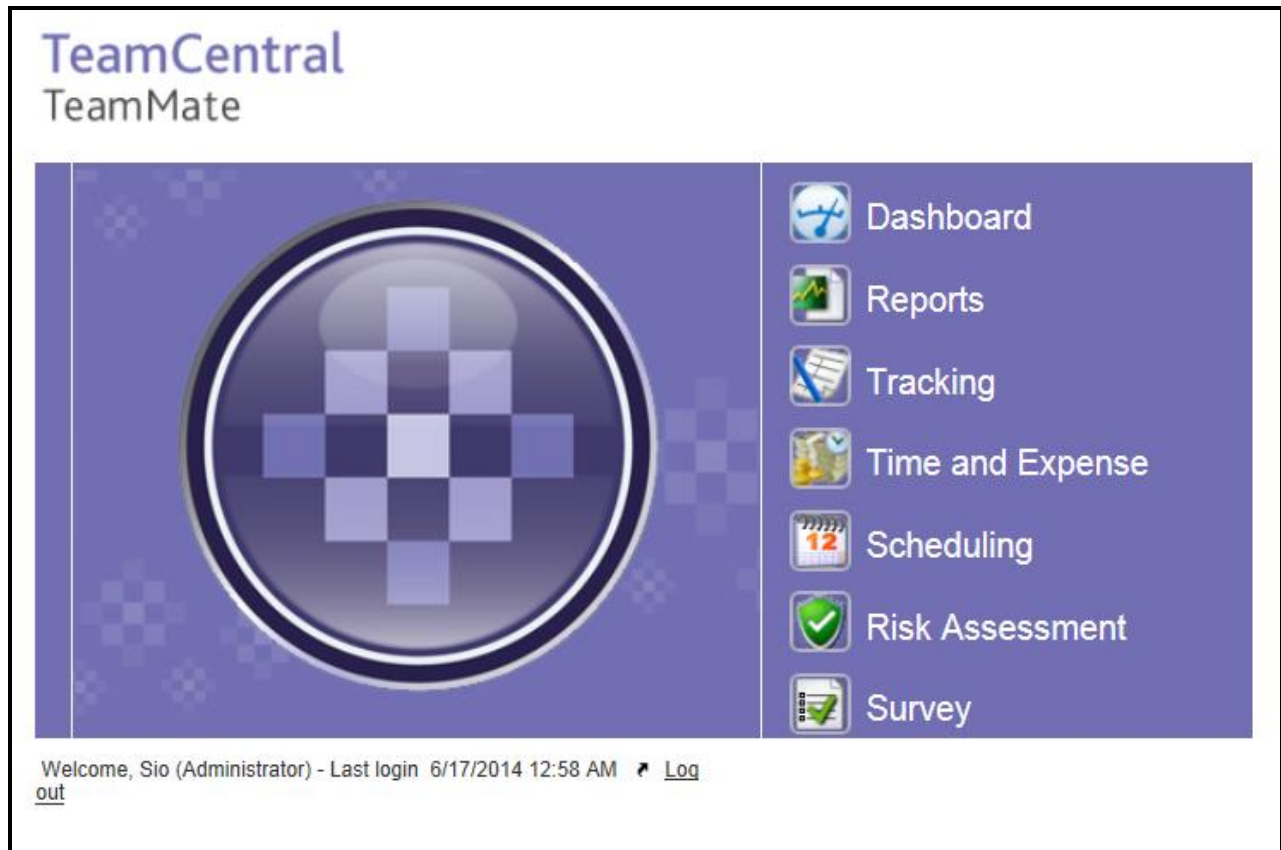 TeamCentral
TeamMate
Dashboard
Reports
Tracking
Time and Expense
12
Scheduling
Risk Assessment
Survey
Welcome, Sio (Administrator) - Last login 6/17/2014 12:58 AM Log
out